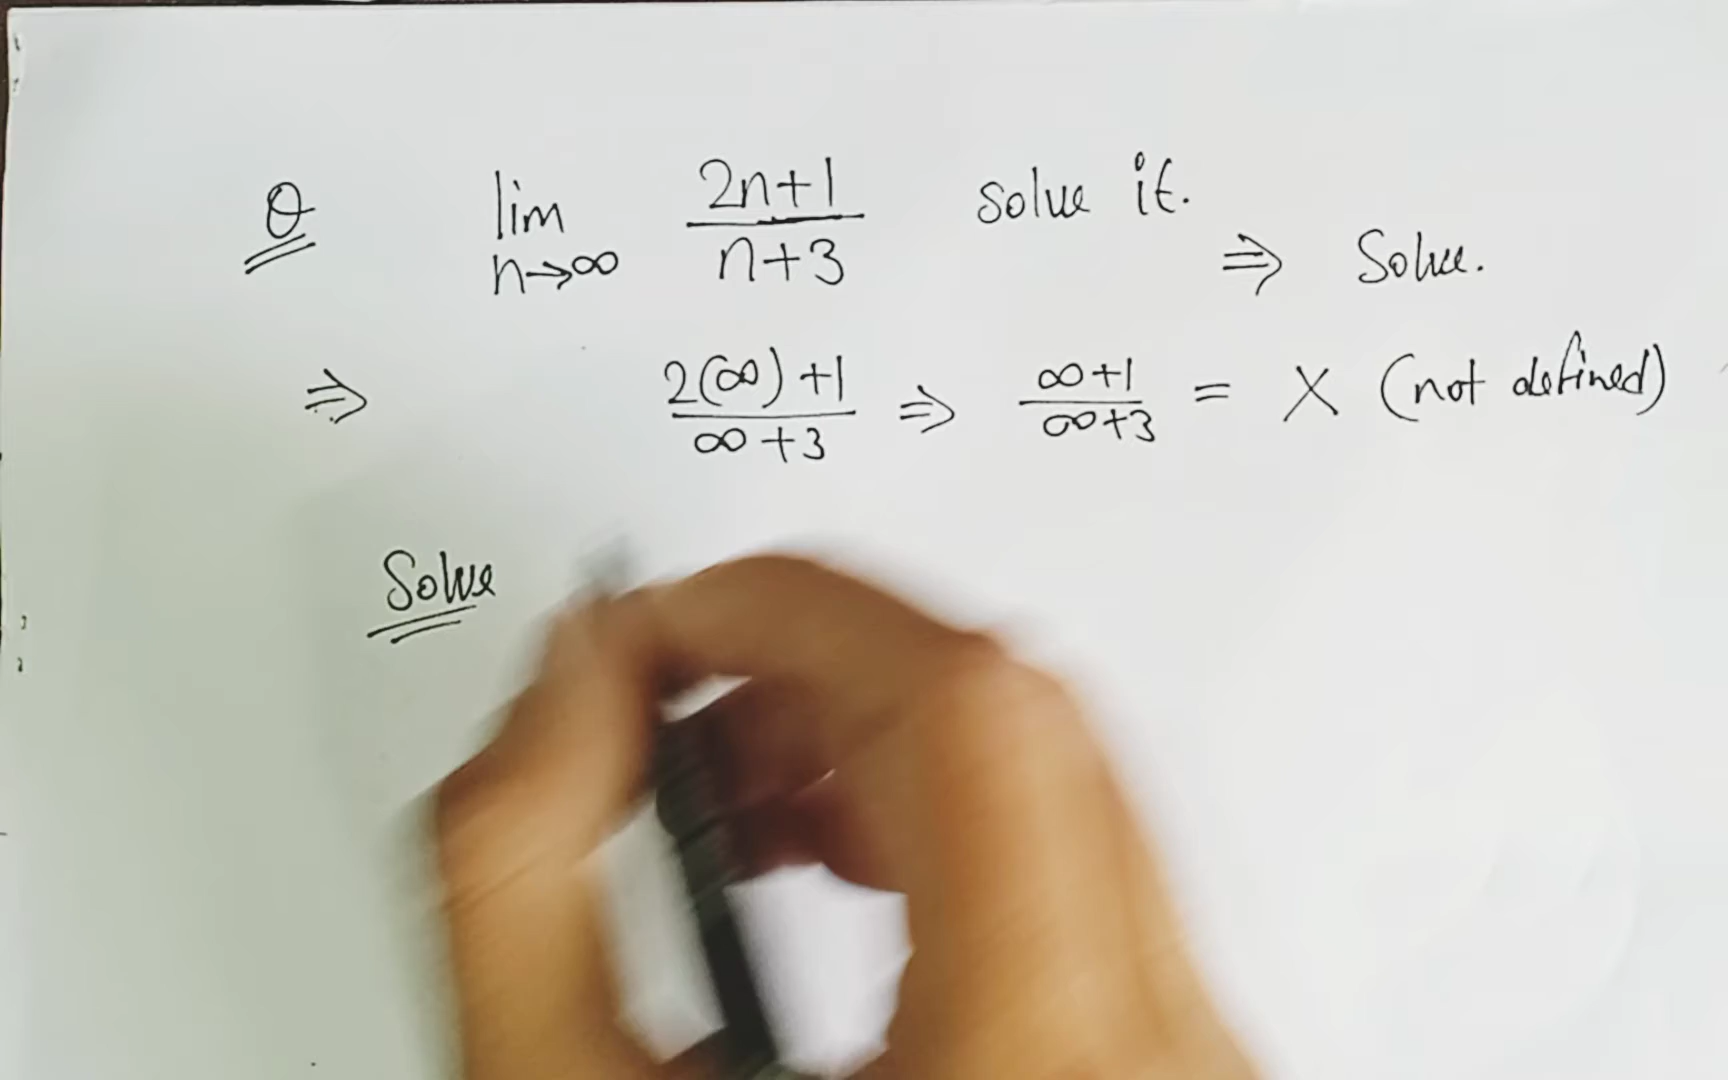 Q lim n→∞ 2n+1 / n+3 solve it.
⇒ Solve.
⇒ 2(∞)+1 / ∞+3 ⇒ ∞+1 / ∞+3 = X (not defined)
Solve